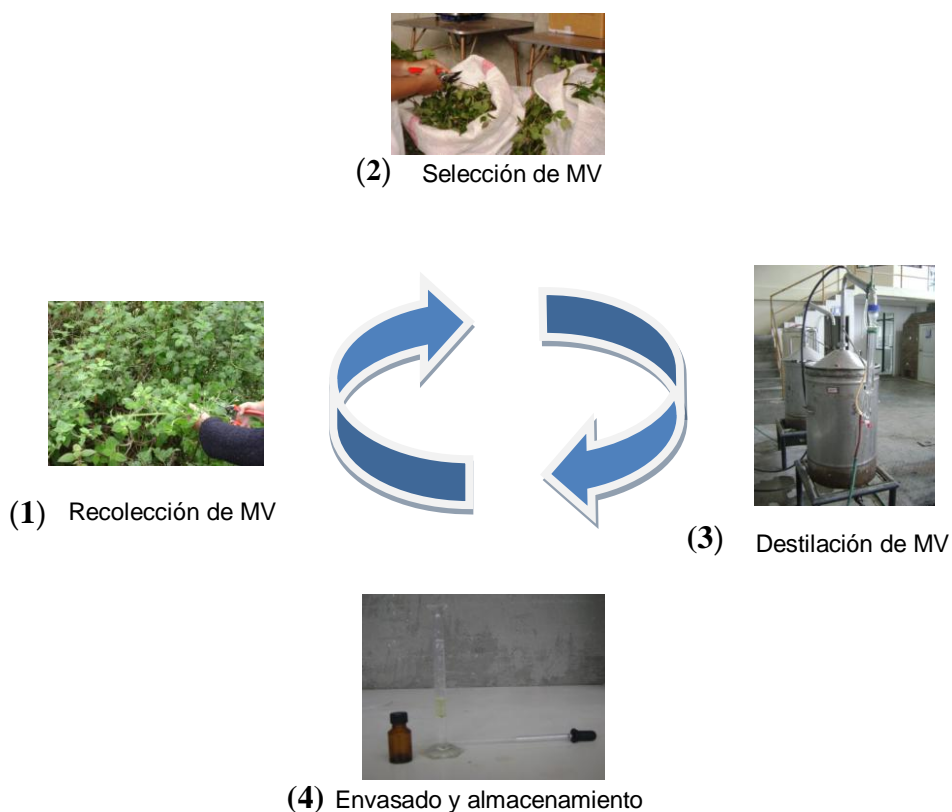 (1) Recolección de MV
(2) Selección de MV
(3) Destilación de MV
(4) Envasado y almacenamiento